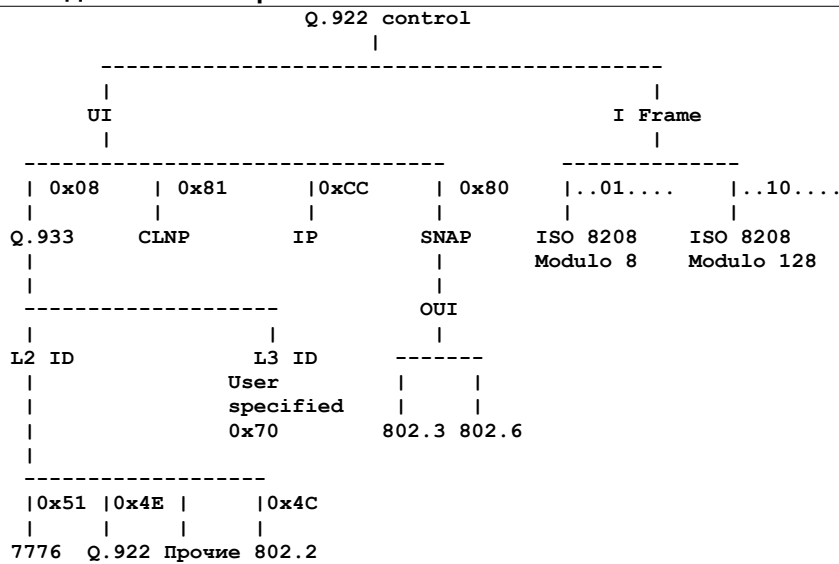 Q.922 control
|
-------------------------------------------
| |
UI I Frame
| |
--------------------------------- --------------
| 0x08 | 0x81 |0xCC | 0x80 |..01.... |..10....
| | | | | |
Q.933 CLNP IP SNAP ISO 8208 ISO 8208
| | Modulo 8 Modulo 128
| |
-------------------- OUI
| | |
L2 ID L3 ID -------
| User | |
| specified | |
| 0x70 802.3 802.6
|
-------------------
|0x51 |0x4E | |0x4C
| | | |
7776 Q.922 Прочие 802.2